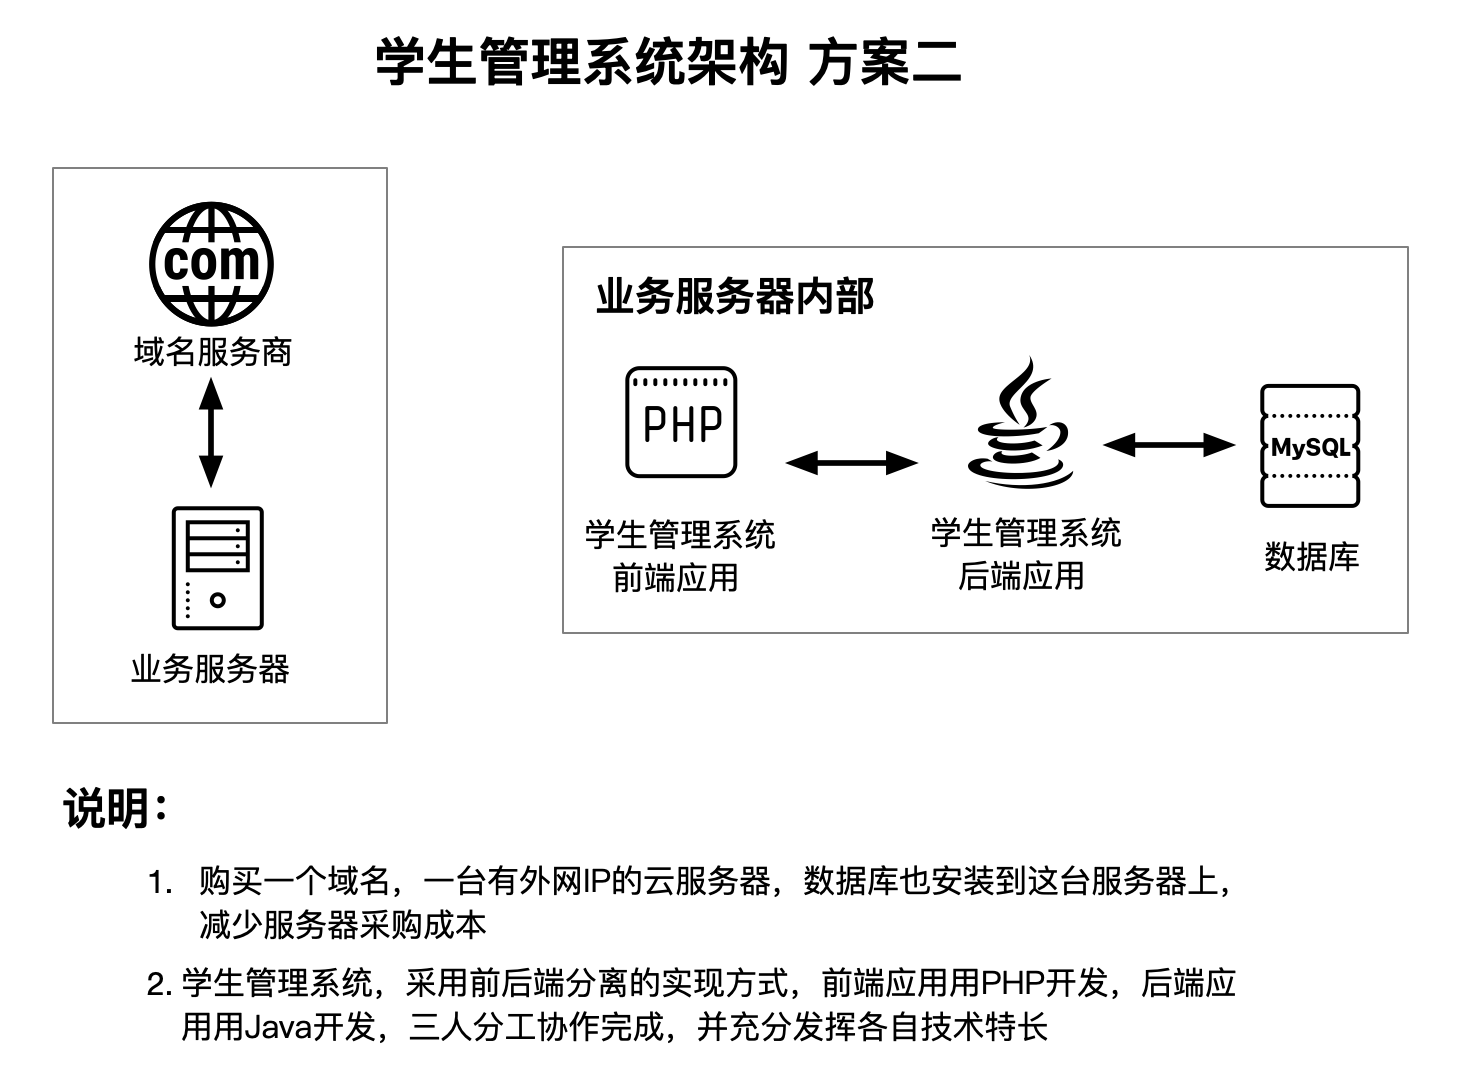 学生管理系统架构 方案二
com
域名服务商
业务服务器
业务服务器内部
PHP
学生管理系统
前端应用
学生管理系统
后端应用
MySQL
数据库
说明：
1. 购买一个域名，一台有外网IP的云服务器，数据库也安装到这台服务器上，
减少服务器采购成本
2. 学生管理系统，采用前后端分离的实现方式，前端应用用PHP开发，后端应
用用Java开发，三人分工协作完成，并充分发挥各自技术特长